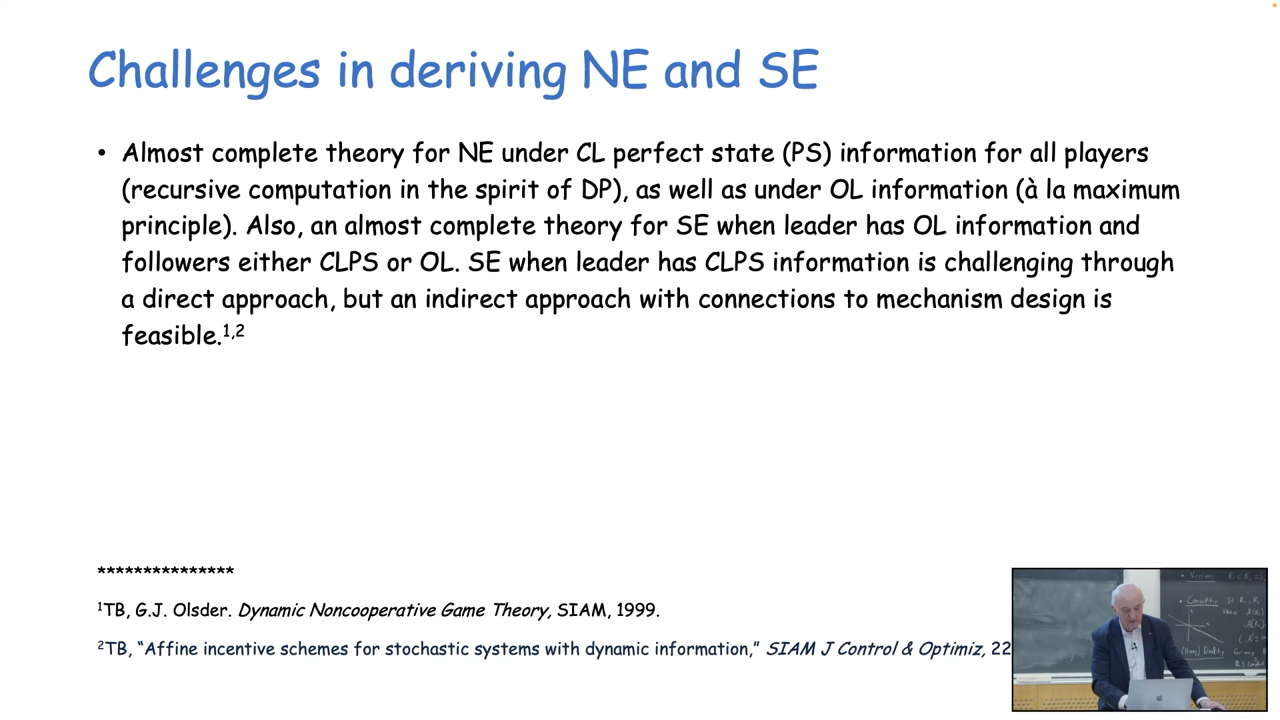 Challenges in deriving NE and SE
• Almost complete theory for NE under CL perfect state (PS) information for all players
(recursive computation in the spirit of DP), as well as under OL information (à la maximum
principle). Also, an almost complete theory for SE when leader has OL information and
followers either CLPS or OL. SE when leader has CLPS information is challenging through
a direct approach, but an indirect approach with connections to mechanism design is
feasible.¹,²
***************
¹TB, G.J. Olsder. Dynamic Noncooperative Game Theory, SIAM, 1999.
²TB, “Affine incentive schemes for stochastic systems with dynamic information,” SIAM J Control & Optimiz, 22
Causality
Duality